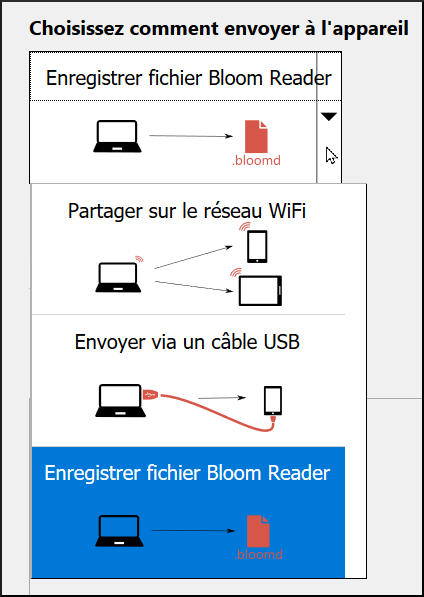 Choisissez comment envoyer à l'appareil
Enregistrer fichier Bloom Reader
.bloomd
Partager sur le réseau WiFi
Envoyer via un câble USB
Enregistrer fichier Bloom Reader
.bloomd